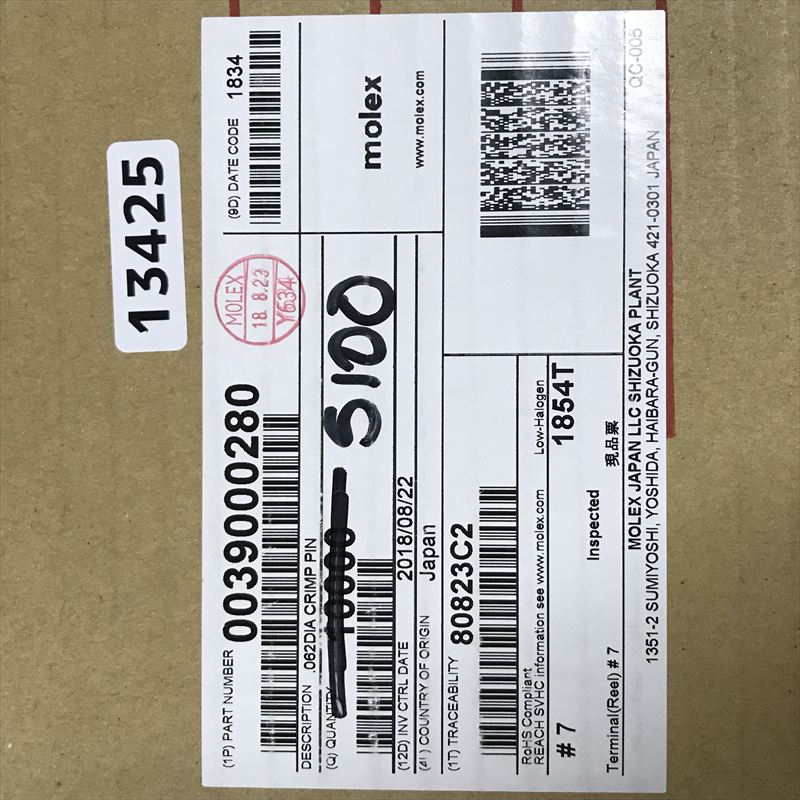 13425
(1P) PART NUMBER 0039000280
(9D) DATE CODE 1834
MOLEX
18. 8. 23
Y634
DESCRIPTION .062DIA CRIMP PIN
(Q) QUANTITY 10000 5100
molex
www.molex.com
(12D) INV CTRL DATE 2018/08/22
(4L) COUNTRY OF ORIGIN Japan
(1T) TRACEABILITY 80823C2
RoHS Compliant
REACH SVHC information see www.molex.com
Low-Halogen
# 7
1854T
Inspected
現品票
Terminal(Reel) # 7
MOLEX JAPAN LLC SHIZUOKA PLANT
1351-2 SUMIYOSHI, YOSHIDA, HAIBARA-GUN, SHIZUOKA 421-0301 JAPAN
QC-005